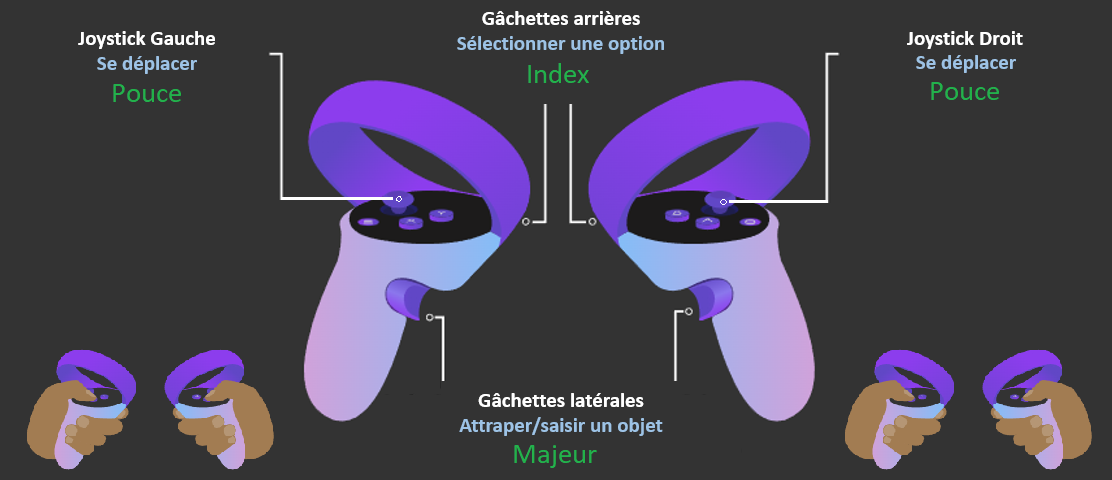 Joystick Gauche
Se déplacer
Pouce
Gâchettes arrières
Sélectionner une option
Index
Joystick Droit
Se déplacer
Pouce
Gâchettes latérales
Attraper/saisir un objet
Majeur